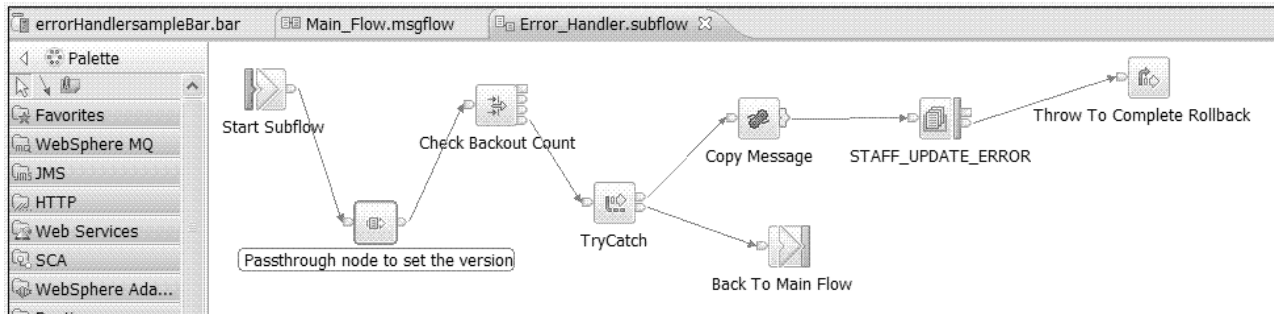 errorHandlersampleBar.bar
Main_Flow.msgflow
Error_Handler.subflow
Palette
Favorites
WebSphere MQ
JMS
HTTP
Web Services
SCA
WebSphere Ada...
Start Subflow
Check Backout Count
Passthrough node to set the version
TryCatch
Copy Message
STAFF_UPDATE_ERROR
Throw To Complete Rollback
Back To Main Flow